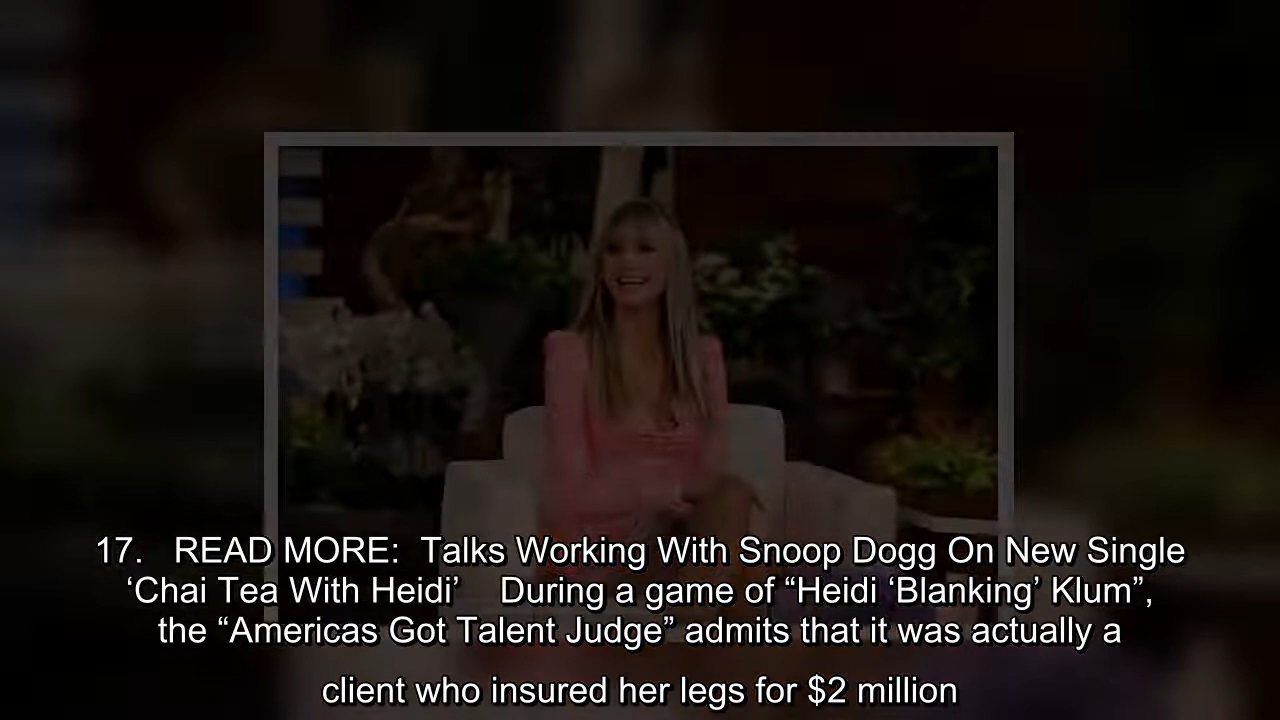 17.   READ MORE:  Talks Working With Snoop Dogg On New Single
‘Chai Tea With Heidi’    During a game of “Heidi ‘Blanking’ Klum”,
the “Americas Got Talent Judge” admits that it was actually a
client who insured her legs for $2 million